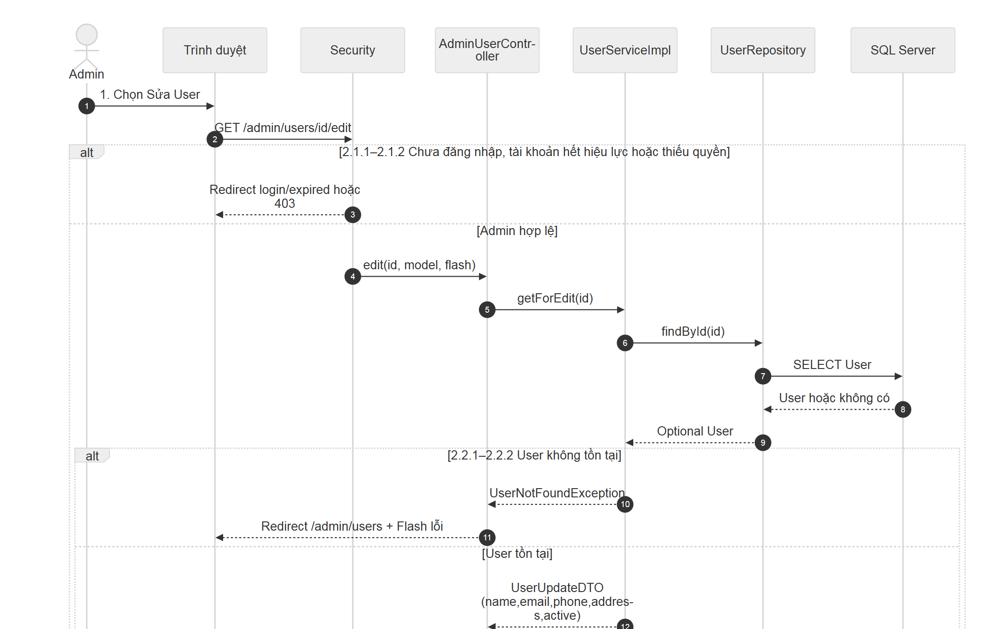 Admin
Trình duyệt
Security
AdminUserContr-
oller
UserServiceImpl
UserRepository
SQL Server
1. Chọn Sửa User
1
GET /admin/users/id/edit
2
alt
[2.1.1–2.1.2 Chưa đăng nhập, tài khoản hết hiệu lực hoặc thiếu quyền]
Redirect login/expired hoặc
403
3
[Admin hợp lệ]
edit(id, model, flash)
4
getForEdit(id)
5
findById(id)
6
SELECT User
7
User hoặc không có
8
Optional User
9
alt
[2.2.1–2.2.2 User không tồn tại]
UserNotFoundException
10
Redirect /admin/users + Flash lỗi
11
[User tồn tại]
UserUpdateDTO
(name,email,phone,addres-
s,active)
12